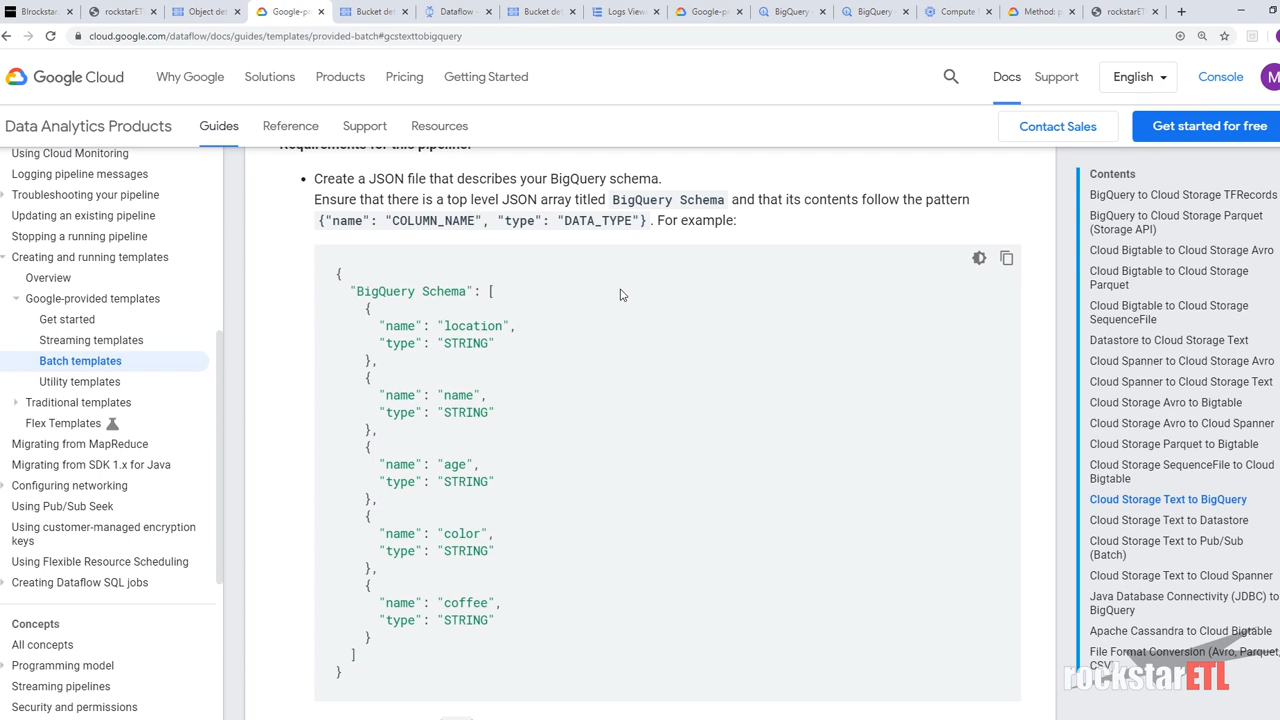 Blrockstar
rockstarET
Object de
Google-p
Bucket de
Dataflow
Bucket de
Logs View
Google-p
BigQuery
BigQuery
Compute
Method: p
rockstarET
cloud.google.com/dataflow/docs/guides/templates/provided-batch#gcstexttobigquery
Google Cloud
Why Google
Solutions
Products
Pricing
Getting Started
Docs
Support
English
Console
M
Data Analytics Products
Guides
Reference
Support
Resources
Contact Sales
Get started for free
Using Cloud Monitoring
Logging pipeline messages
Troubleshooting your pipeline
Updating an existing pipeline
Stopping a running pipeline
Creating and running templates
Overview
Google-provided templates
Get started
Streaming templates
Batch templates
Utility templates
Traditional templates
Flex Templates
Migrating from MapReduce
Migrating from SDK 1.x for Java
Configuring networking
Using Pub/Sub Seek
Using customer-managed encryption
keys
Using Flexible Resource Scheduling
Creating Dataflow SQL jobs
Concepts
All concepts
Programming model
Streaming pipelines
Security and permissions
Requirements for this pipeline:
• Create a JSON file that describes your BigQuery schema.
Ensure that there is a top level JSON array titled BigQuery Schema and that its contents follow the pattern
{"name": "COLUMN_NAME", "type": "DATA_TYPE"}. For example:
{
"BigQuery Schema": [
{
"name": "location",
"type": "STRING"
},
{
"name": "name",
"type": "STRING"
},
{
"name": "age",
"type": "STRING"
},
{
"name": "color",
"type": "STRING"
},
{
"name": "coffee",
"type": "STRING"
}
]
}
Contents
BigQuery to Cloud Storage TFRecords
BigQuery to Cloud Storage Parquet
(Storage API)
Cloud Bigtable to Cloud Storage Avro
Cloud Bigtable to Cloud Storage
Parquet
Cloud Bigtable to Cloud Storage
SequenceFile
Datastore to Cloud Storage Text
Cloud Spanner to Cloud Storage Avro
Cloud Spanner to Cloud Storage Text
Cloud Storage Avro to Bigtable
Cloud Storage Avro to Cloud Spanner
Cloud Storage Parquet to Bigtable
Cloud Storage SequenceFile to Cloud
Bigtable
Cloud Storage Text to BigQuery
Cloud Storage Text to Datastore
Cloud Storage Text to Pub/Sub
(Batch)
Cloud Storage Text to Cloud Spanner
Java Database Connectivity (JDBC) to
BigQuery
Apache Cassandra to Cloud Bigtable
File Format Conversion (Avro, Parquet,
CSV)
rockstarETL